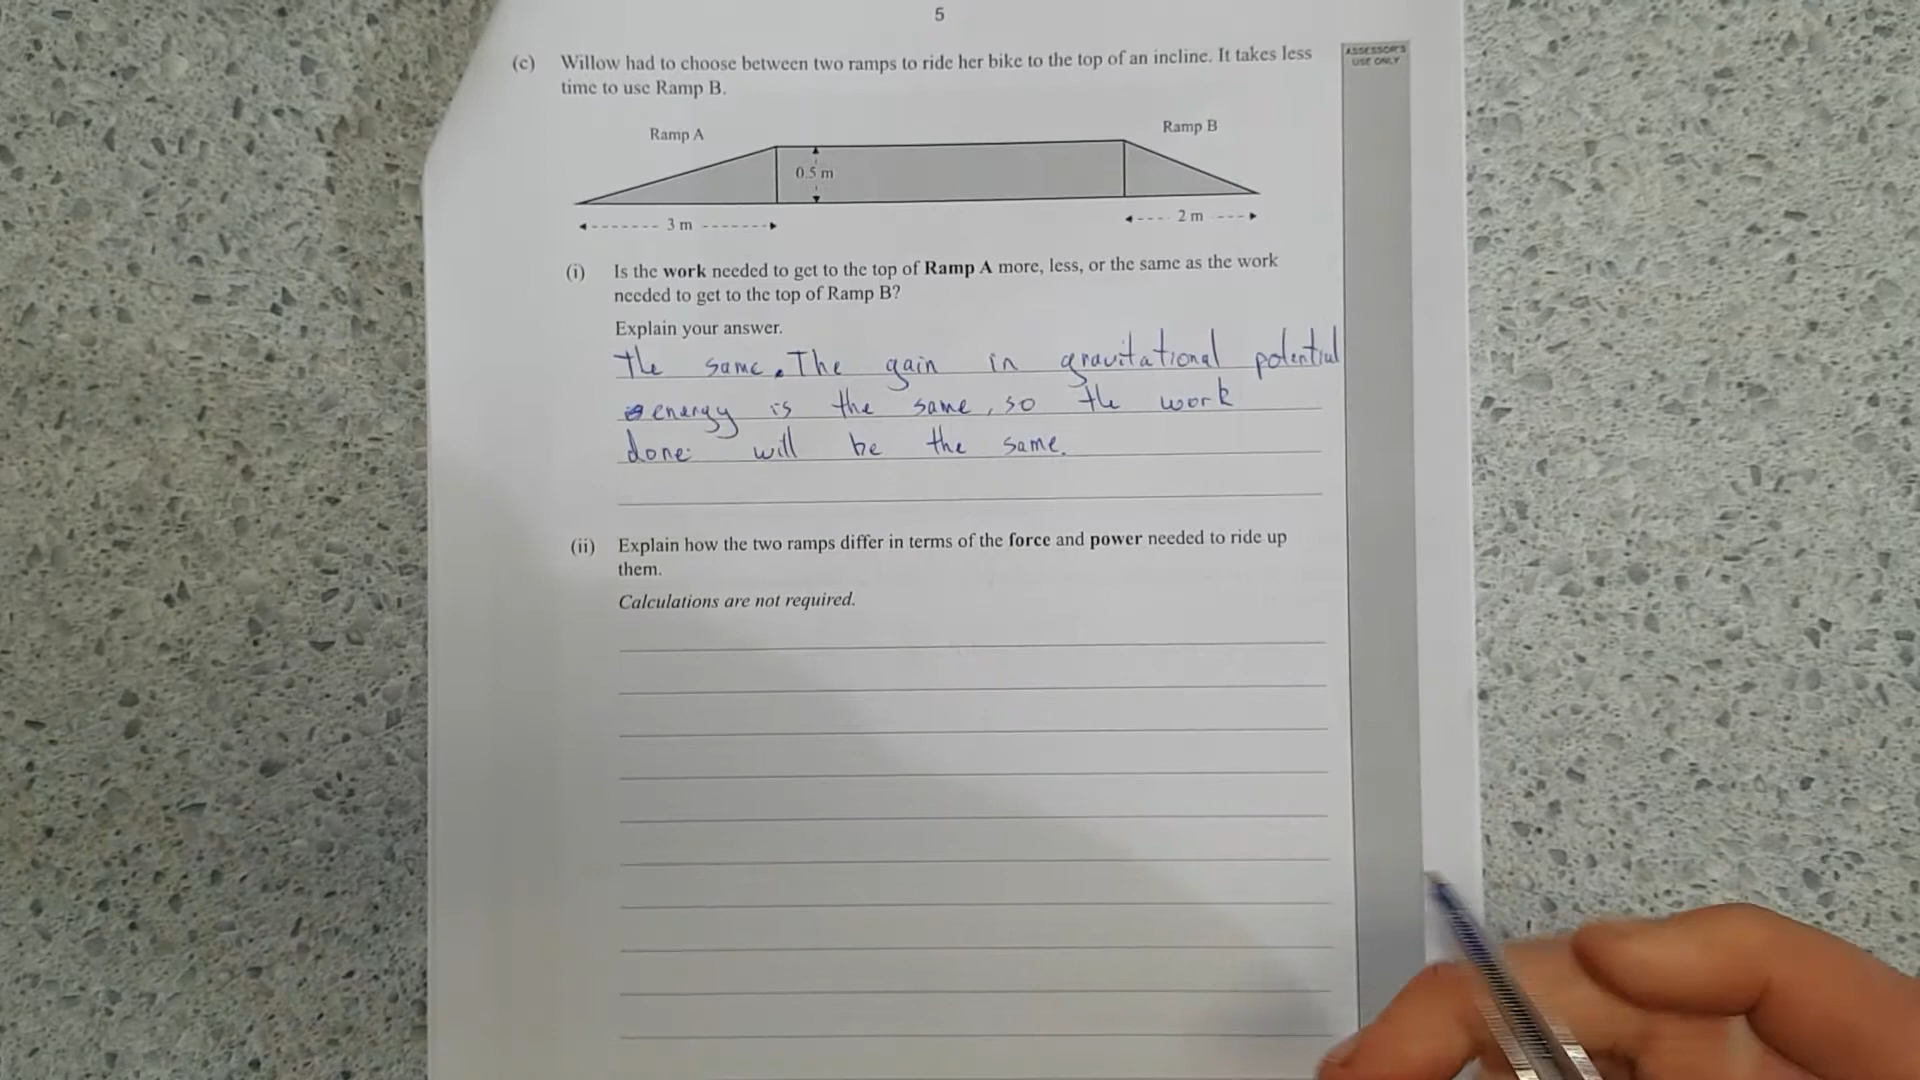 5
ASSESSOR'S
USE ONLY
(c) Willow had to choose between two ramps to ride her bike to the top of an incline. It takes less
time to use Ramp B.
Ramp A
Ramp B
0.5 m
3 m
2 m
(i) Is the work needed to get to the top of Ramp A more, less, or the same as the work
needed to get to the top of Ramp B?
Explain your answer.
The same. The gain in gravitational potential
energy is the same, so the work
done will be the same.
(ii) Explain how the two ramps differ in terms of the force and power needed to ride up
them.
Calculations are not required.